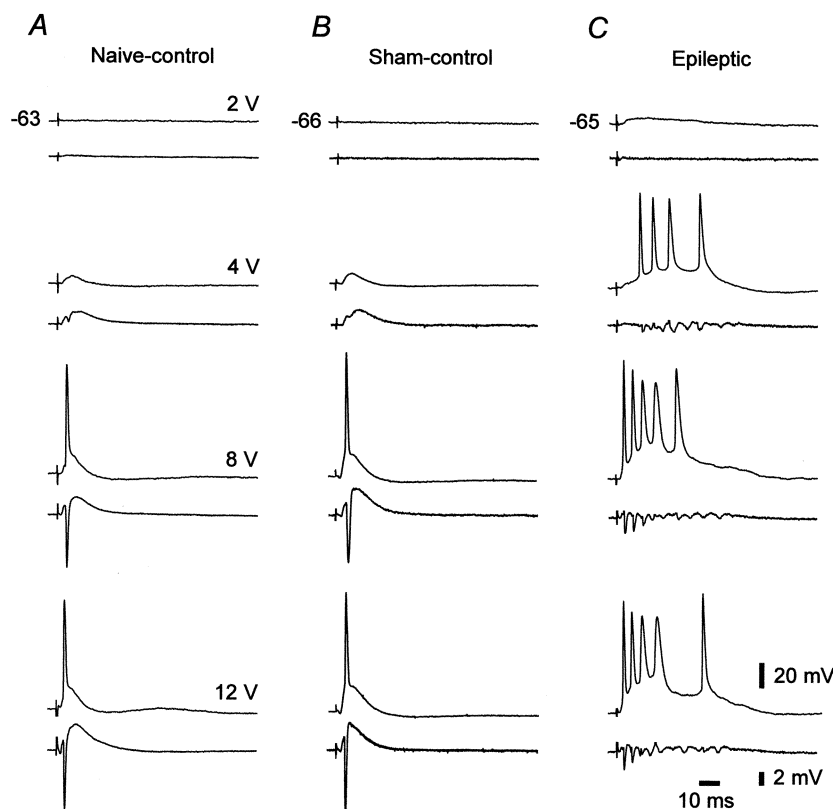 A
B
C
Naive-control
Sham-control
Epileptic
2 V
-63
-66
-65
4 V
8 V
12 V
20 mV
2 mV
10 ms